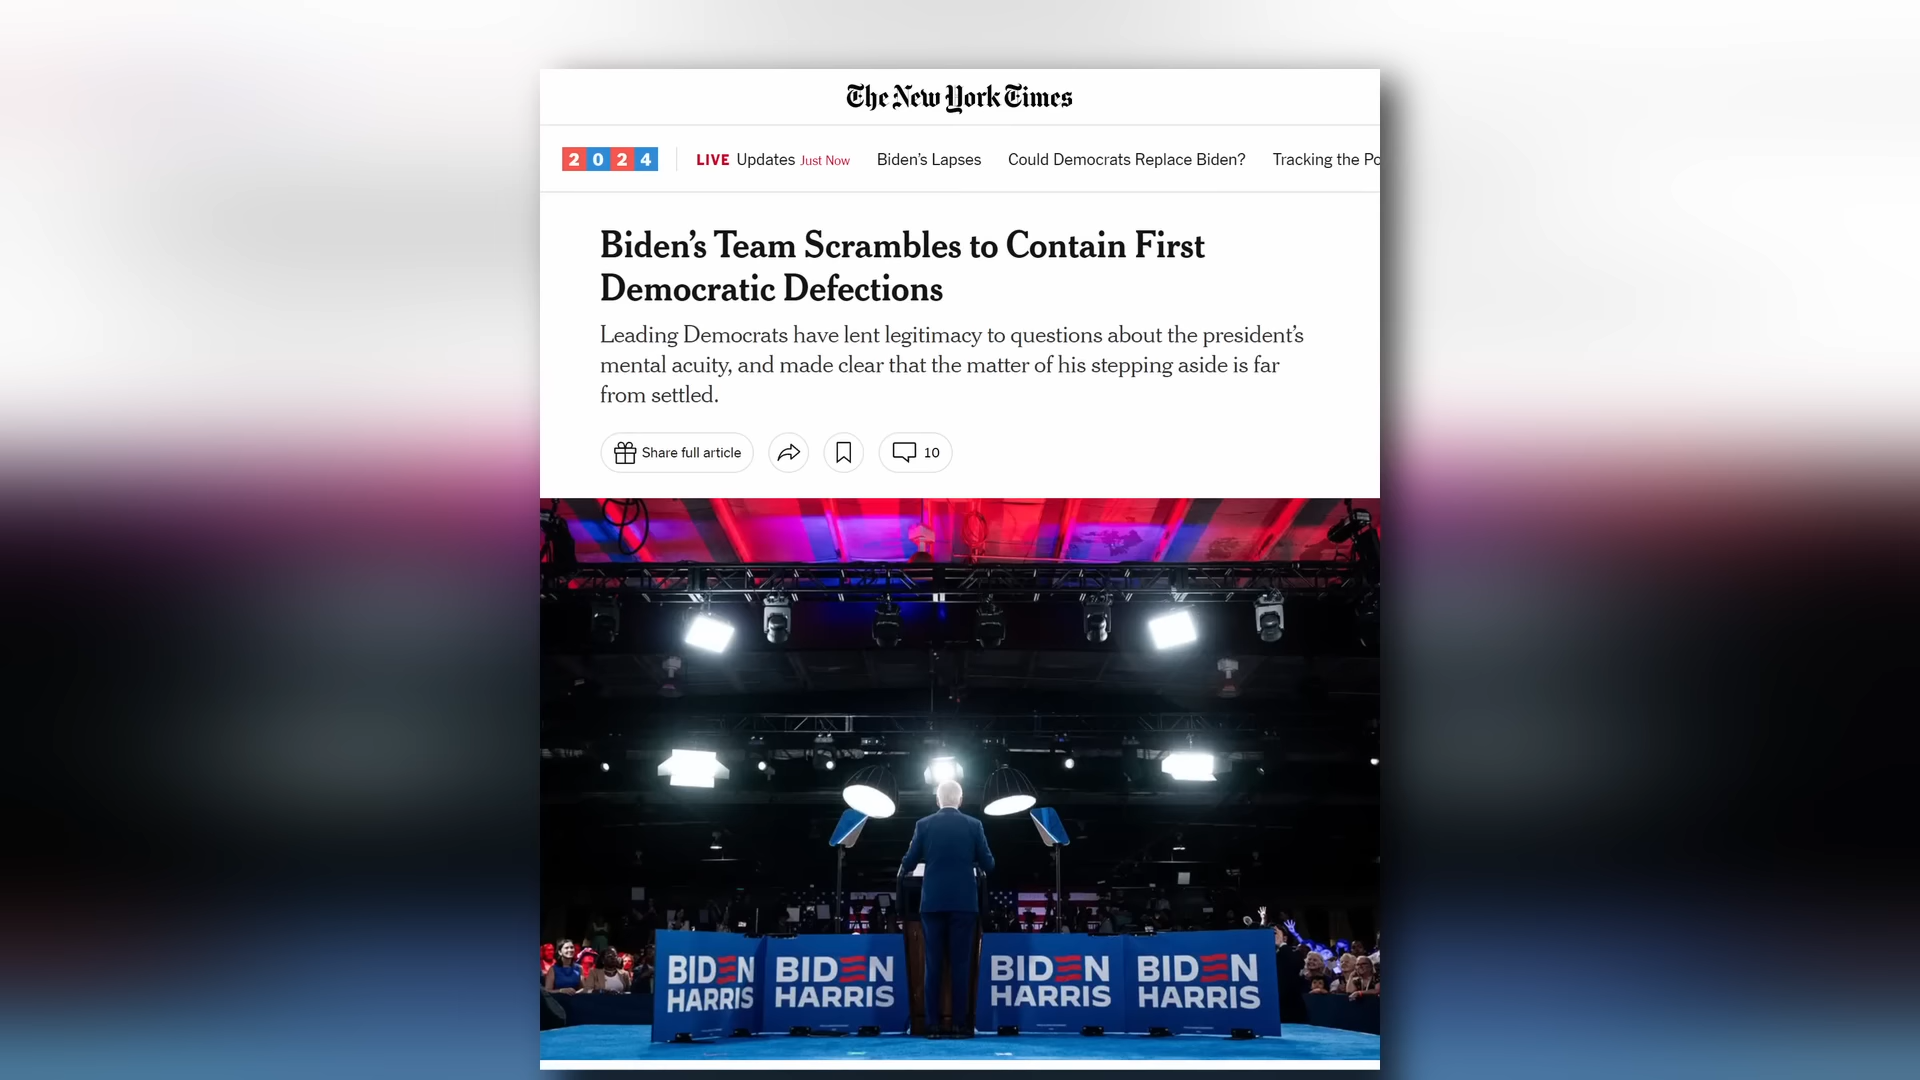 The New York Times
2024 LIVE Updates Just Now Biden’s Lapses Could Democrats Replace Biden? Tracking the Po
Biden’s Team Scrambles to Contain First
Democratic Defections
Leading Democrats have lent legitimacy to questions about the president’s
mental acuity, and made clear that the matter of his stepping aside is far
from settled.
Share full article 10
BIDEN BIDEN BIDEN BIDEN
HARRIS HARRIS HARRIS HARRIS